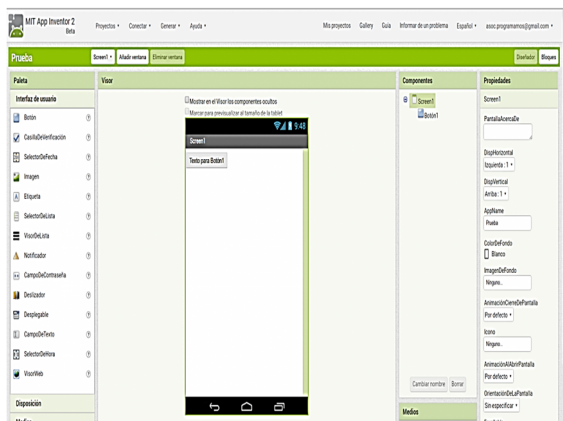 MIT App Inventor 2
Beta
Proyectos Conectar Generar Ayuda
Mis proyectos Gallery Guía Informar de un problema Español asoc.programamos@gmail.com
Prueba
Screen1 Añadir ventana Eliminar ventana
Diseñador Bloques
Paleta
Interfaz de usuario
Botón
CasillaDeVerificación
SelectorDeFecha
Imagen
Etiqueta
SelectorDeLista
VisorDeLista
Notificador
CampoDeContraseña
Deslizador
Desplegable
CampoDeTexto
SelectorDeHora
VisorWeb
Disposición
Medios
Visor
Mostrar en el Visor los componentes ocultos
Marcar para previsualizar al tamaño de la tablet
9:48
Screen1
Texto para Botón1
Componentes
Screen1
Botón1
Cambiar nombre Borrar
Medios
Propiedades
Screen1
PantallaAcercaDe
DispHorizontal
Izquierda : 1
DispVertical
Arriba : 1
AppName
Prueba
ColorDeFondo
Blanco
ImagenDeFondo
Ninguno...
AnimaciónCierreDePantalla
Por defecto
Icono
Ninguno...
AnimaciónAlAbrirPantalla
Por defecto
OrientaciónDeLaPantalla
Sin especificar